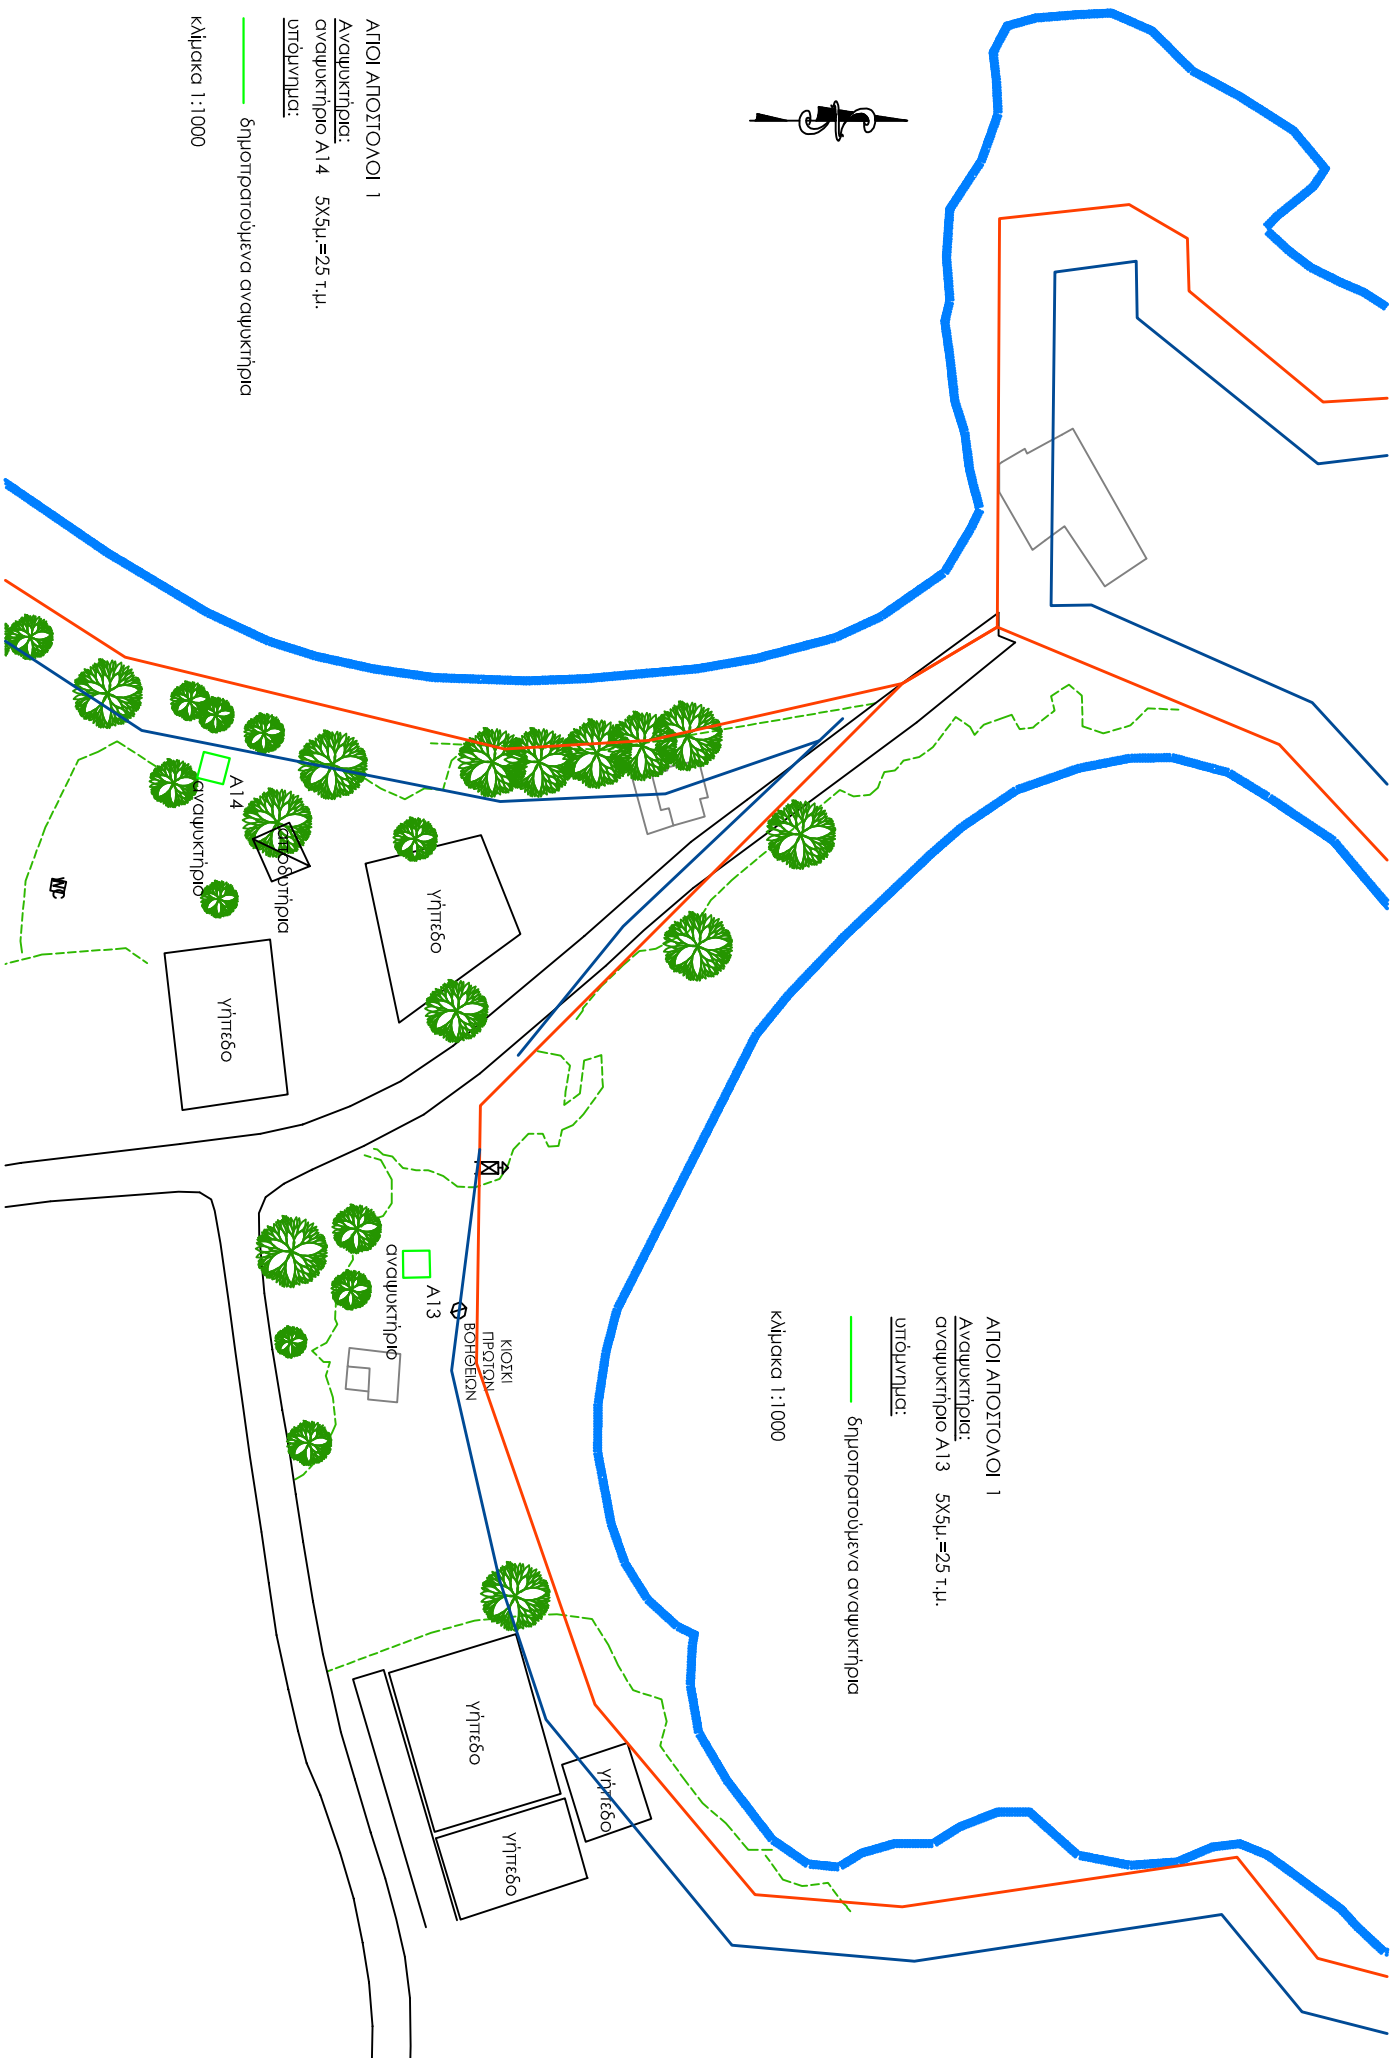 ΑΓΙΟΙ ΑΠΟΣΤΟΛΟΙ 1
Αναψυκτήρια:
αναψυκτήριο Α14 5Χ5μ.=25 τ.μ.
υπόμνημα:
δημοπρατούμενα αναψυκτήρια
κλίμακα 1:1000
Α14
αναψυκτήριο
αποδυτήρια
WC
γήπεδο
γήπεδο
Α13
αναψυκτήριο
ΚΙΟΣΚΙ
ΠΡΩΤΩΝ
ΒΟΗΘΕΙΩΝ
ΑΓΙΟΙ ΑΠΟΣΤΟΛΟΙ 1
Αναψυκτήρια:
αναψυκτήριο Α13 5Χ5μ.=25 τ.μ.
υπόμνημα:
δημοπρατούμενα αναψυκτήρια
κλίμακα 1:1000
γήπεδο
γήπεδο
γήπεδο